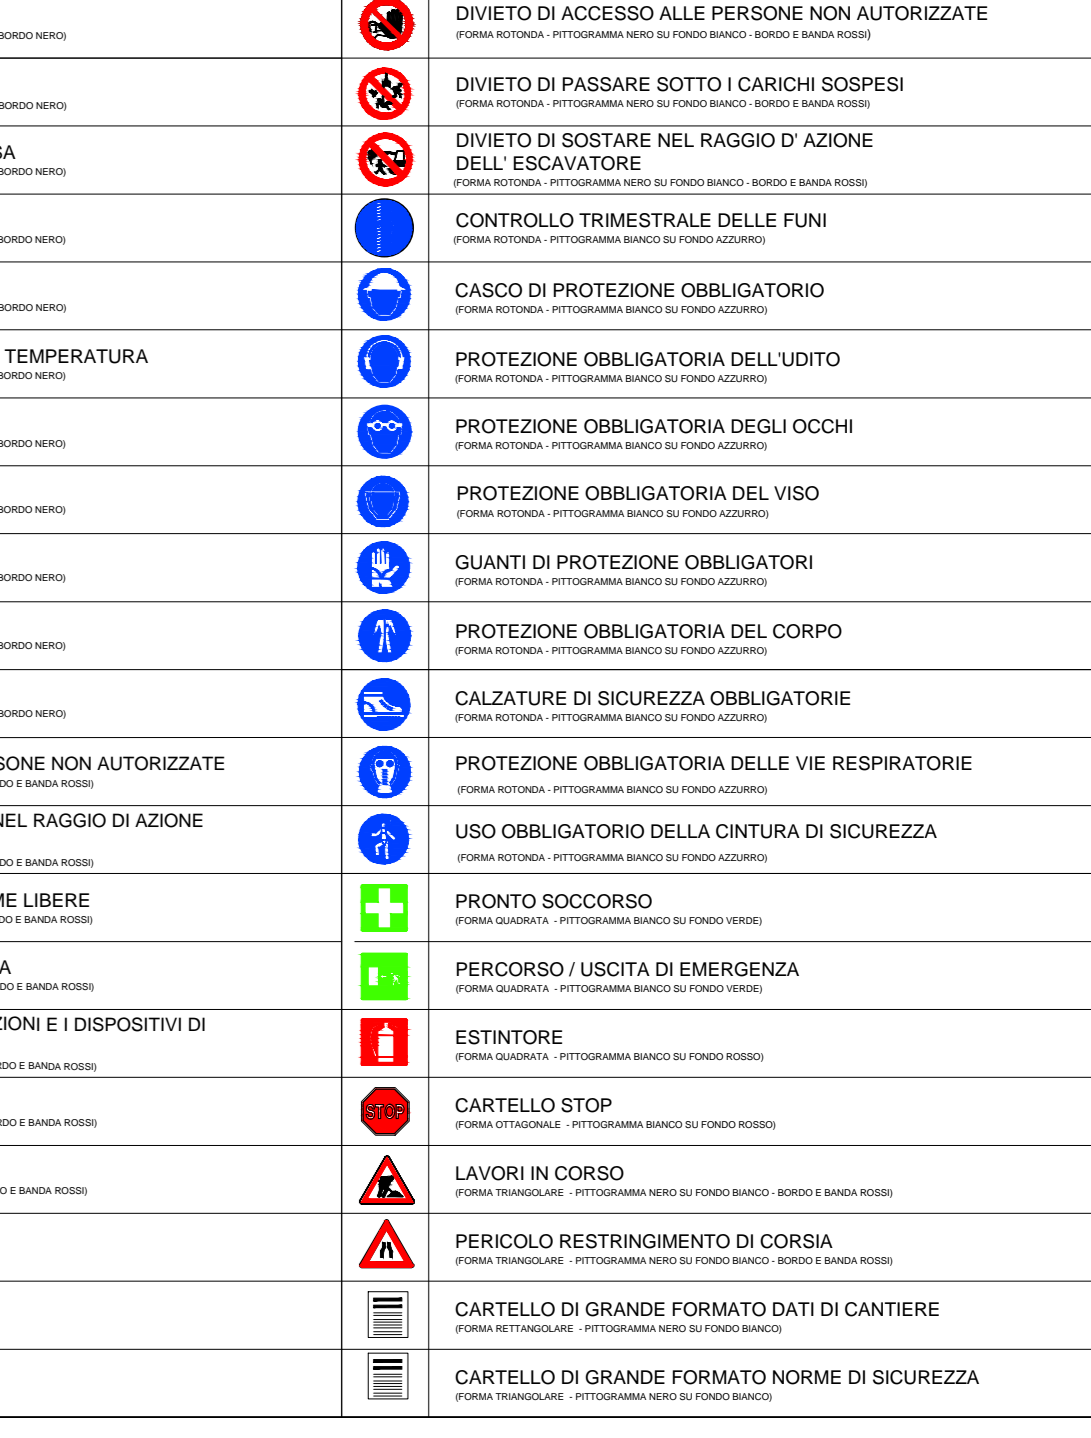 BORDO NERO)
BORDO NERO)
SA
BORDO NERO)
BORDO NERO)
BORDO NERO)
TEMPERATURA
BORDO NERO)
BORDO NERO)
BORDO NERO)
BORDO NERO)
BORDO NERO)
BORDO NERO)
SONE NON AUTORIZZATE
DO E BANDA ROSSI)
NEL RAGGIO DI AZIONE
DO E BANDA ROSSI)
ME LIBERE
DO E BANDA ROSSI)
A
DO E BANDA ROSSI)
ZIONI E I DISPOSITIVI DI
RDO E BANDA ROSSI)
RDO E BANDA ROSSI)
O E BANDA ROSSI)
DIVIETO DI ACCESSO ALLE PERSONE NON AUTORIZZATE
(FORMA ROTONDA - PITTOGRAMMA NERO SU FONDO BIANCO - BORDO E BANDA ROSSI)
DIVIETO DI PASSARE SOTTO I CARICHI SOSPESI
(FORMA ROTONDA - PITTOGRAMMA NERO SU FONDO BIANCO - BORDO E BANDA ROSSI)
DIVIETO DI SOSTARE NEL RAGGIO D' AZIONE
DELL' ESCAVATORE
(FORMA ROTONDA - PITTOGRAMMA NERO SU FONDO BIANCO - BORDO E BANDA ROSSI)
CONTROLLO TRIMESTRALE DELLE FUNI
(FORMA ROTONDA - PITTOGRAMMA BIANCO SU FONDO AZZURRO)
CASCO DI PROTEZIONE OBBLIGATORIO
(FORMA ROTONDA - PITTOGRAMMA BIANCO SU FONDO AZZURRO)
PROTEZIONE OBBLIGATORIA DELL'UDITO
(FORMA ROTONDA - PITTOGRAMMA BIANCO SU FONDO AZZURRO)
PROTEZIONE OBBLIGATORIA DEGLI OCCHI
(FORMA ROTONDA - PITTOGRAMMA BIANCO SU FONDO AZZURRO)
PROTEZIONE OBBLIGATORIA DEL VISO
(FORMA ROTONDA - PITTOGRAMMA BIANCO SU FONDO AZZURRO)
GUANTI DI PROTEZIONE OBBLIGATORI
(FORMA ROTONDA - PITTOGRAMMA BIANCO SU FONDO AZZURRO)
PROTEZIONE OBBLIGATORIA DEL CORPO
(FORMA ROTONDA - PITTOGRAMMA BIANCO SU FONDO AZZURRO)
CALZATURE DI SICUREZZA OBBLIGATORIE
(FORMA ROTONDA - PITTOGRAMMA BIANCO SU FONDO AZZURRO)
PROTEZIONE OBBLIGATORIA DELLE VIE RESPIRATORIE
(FORMA ROTONDA - PITTOGRAMMA BIANCO SU FONDO AZZURRO)
USO OBBLIGATORIO DELLA CINTURA DI SICUREZZA
(FORMA ROTONDA - PITTOGRAMMA BIANCO SU FONDO AZZURRO)
PRONTO SOCCORSO
(FORMA QUADRATA - PITTOGRAMMA BIANCO SU FONDO VERDE)
PERCORSO / USCITA DI EMERGENZA
(FORMA QUADRATA - PITTOGRAMMA BIANCO SU FONDO VERDE)
ESTINTORE
(FORMA QUADRATA - PITTOGRAMMA BIANCO SU FONDO ROSSO)
STOP
CARTELLO STOP
(FORMA OTTAGONALE - PITTOGRAMMA BIANCO SU FONDO ROSSO)
LAVORI IN CORSO
(FORMA TRIANGOLARE - PITTOGRAMMA NERO SU FONDO BIANCO - BORDO E BANDA ROSSI)
PERICOLO RESTRINGIMENTO DI CORSIA
(FORMA TRIANGOLARE - PITTOGRAMMA NERO SU FONDO BIANCO - BORDO E BANDA ROSSI)
CARTELLO DI GRANDE FORMATO DATI DI CANTIERE
(FORMA RETTANGOLARE - PITTOGRAMMA NERO SU FONDO BIANCO)
CARTELLO DI GRANDE FORMATO NORME DI SICUREZZA
(FORMA TRIANGOLARE - PITTOGRAMMA NERO SU FONDO BIANCO)